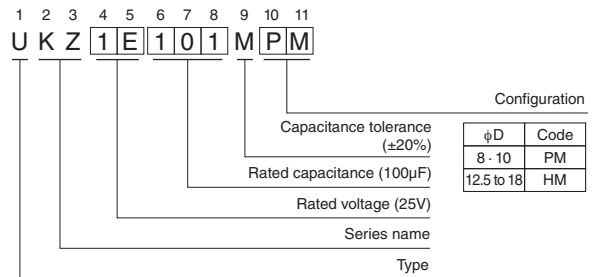 1 2 3 4 5 6 7 8 9 10 11
U K Z 1 E 1 0 1 M P M
Configuration
Capacitance tolerance
(±20%)
Rated capacitance (100µF)
Rated voltage (25V)
Series name
Type
ϕD Code
8 · 10 PM
12.5 to 18 HM